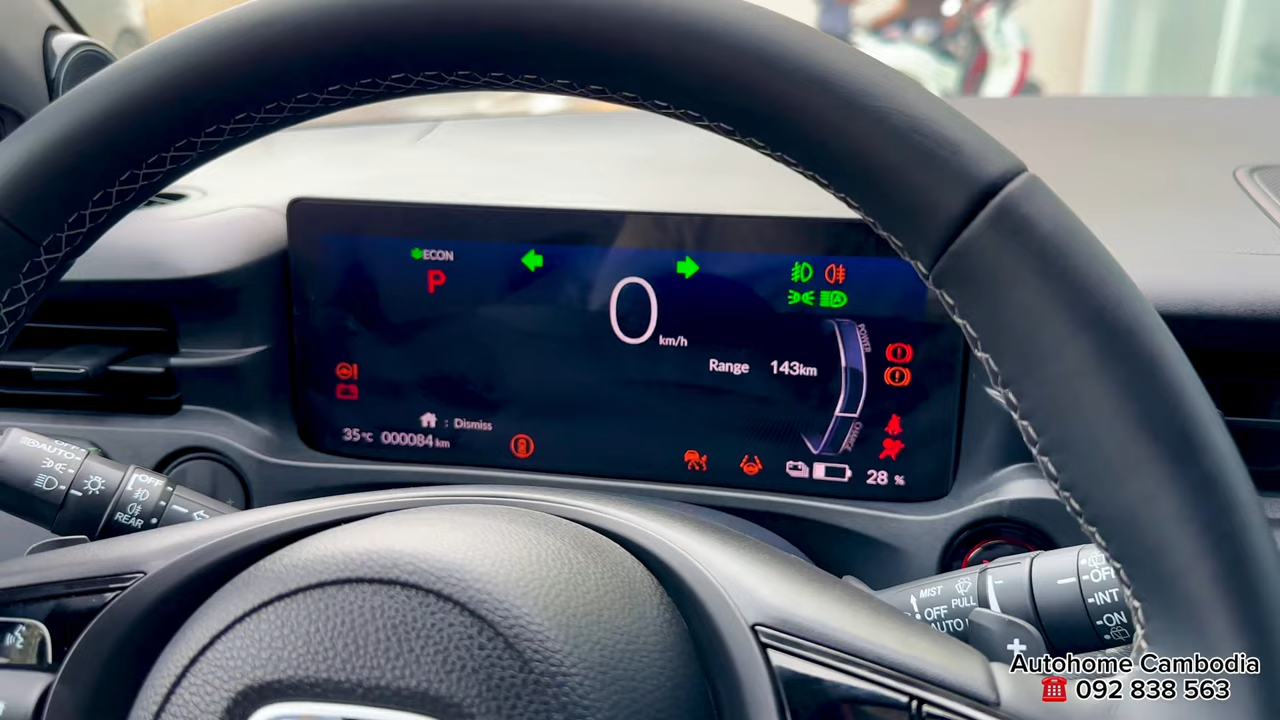 ECON
P
0
km/h
POWER
Range 143km
CHARGE
: Dismiss
35°C 000084 km
28 %
OFF
AUTO
OFF
REAR
MIST
OFF PULL
AUTO
OFF
INT
ON
+
Autohome Cambodia
092 838 563